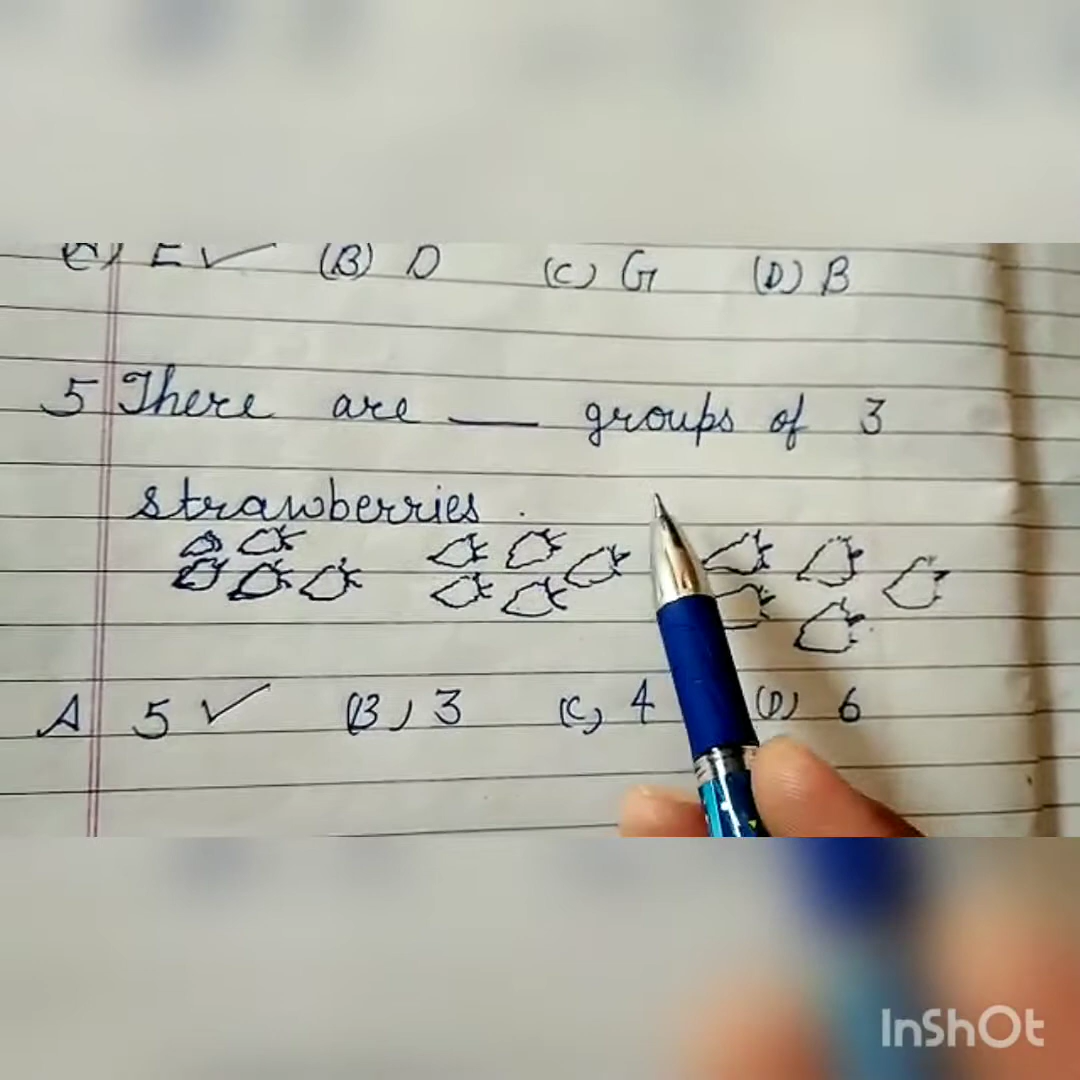 A) E ✓ (B) D (C) G (D) B
5 There are ___ groups of 3
strawberries.
A 5 ✓ (B) 3 (C) 4 (D) 6
InShOt